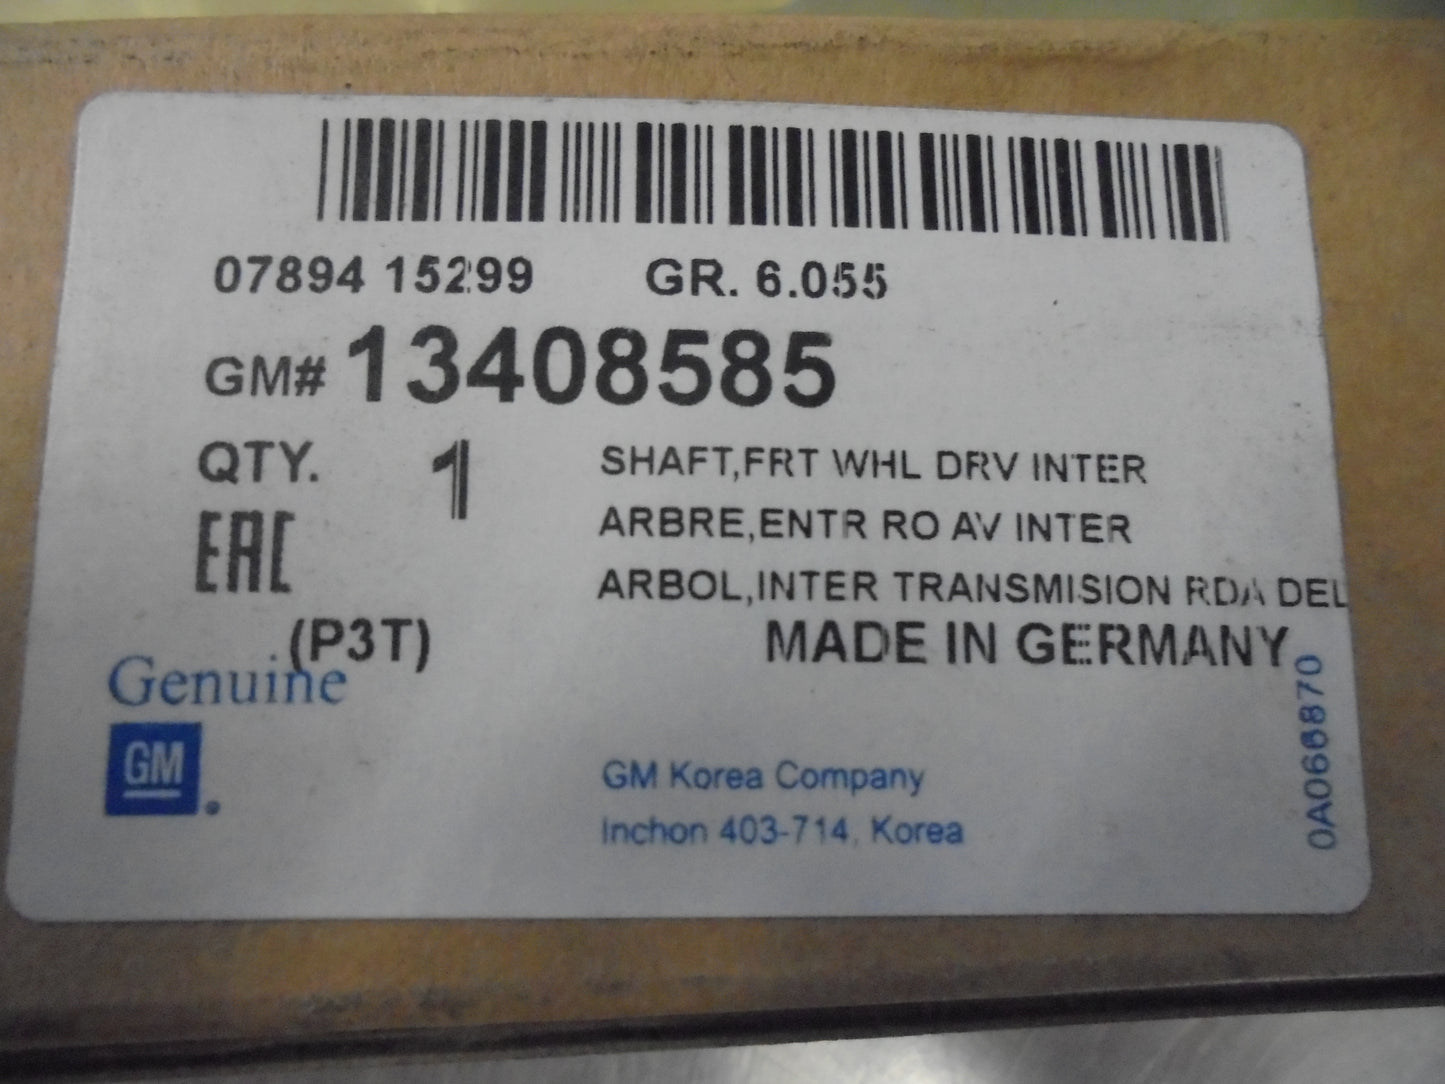 07894 15299 GR. 6.055
GM# 13408585
QTY. 1 SHAFT,FRT WHL DRV INTER
EAC ARBRE,ENTR RO AV INTER
ARBOL,INTER TRANSMISION RDA DEL
(P3T) MADE IN GERMANY
Genuine
GM
GM Korea Company
Inchon 403-714, Korea
0A066870